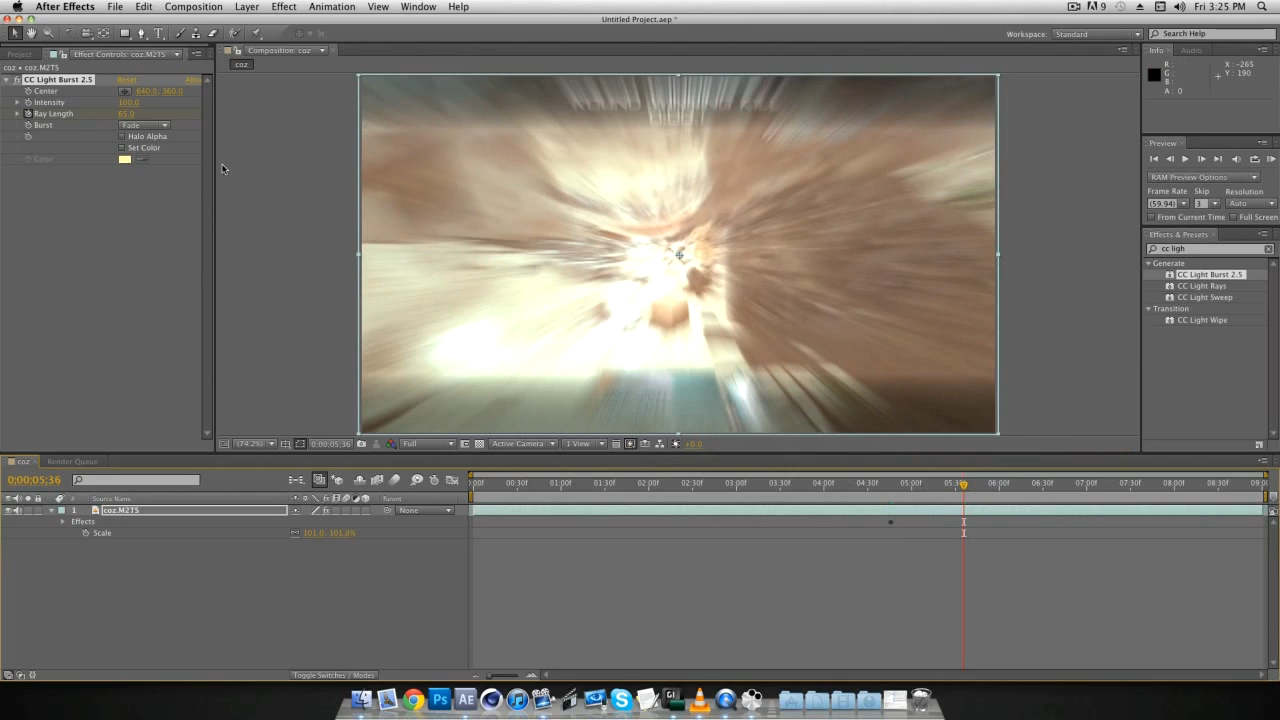 After Effects File Edit Composition Layer Effect Animation View Window Help
9 Fri 3:25 PM
Untitled Project.aep *
Workspace: Standard Search Help
Project Effect Controls: coz.M2TS Composition: coz Info Audio
coz • coz.M2TS
coz
R :
G :
B :
A : 0
X : -265
Y : 190
fx CC Light Burst 2.5 Reset
Center 640.0, 360.0
Intensity 100.0
Ray Length 65.0
Burst Fade
Halo Alpha
Set Color
Color
Preview
RAM Preview Options
Frame Rate Skip Resolution
(59.94) 3 Auto
From Current Time Full Screen
Effects & Presets
cc ligh
Generate
CC Light Burst 2.5
CC Light Rays
CC Light Sweep
Transition
CC Light Wipe
(74.2%) 0;00;05;36 Full Active Camera 1 View +0.0
coz Render Queue
0;00;05;36
:00f 00:30f 01:00f 01:30f 02:00f 02:30f 03:00f 03:30f 04:00f 04:30f 05:00f 05:30f 06:00f 06:30f 07:00f 07:30f 08:00f 08:30f 09:00
# Source Name Parent
1 coz.M2TS fx None
Effects
Scale 101.0, 101.0%
Toggle Switches / Modes
Ps AE